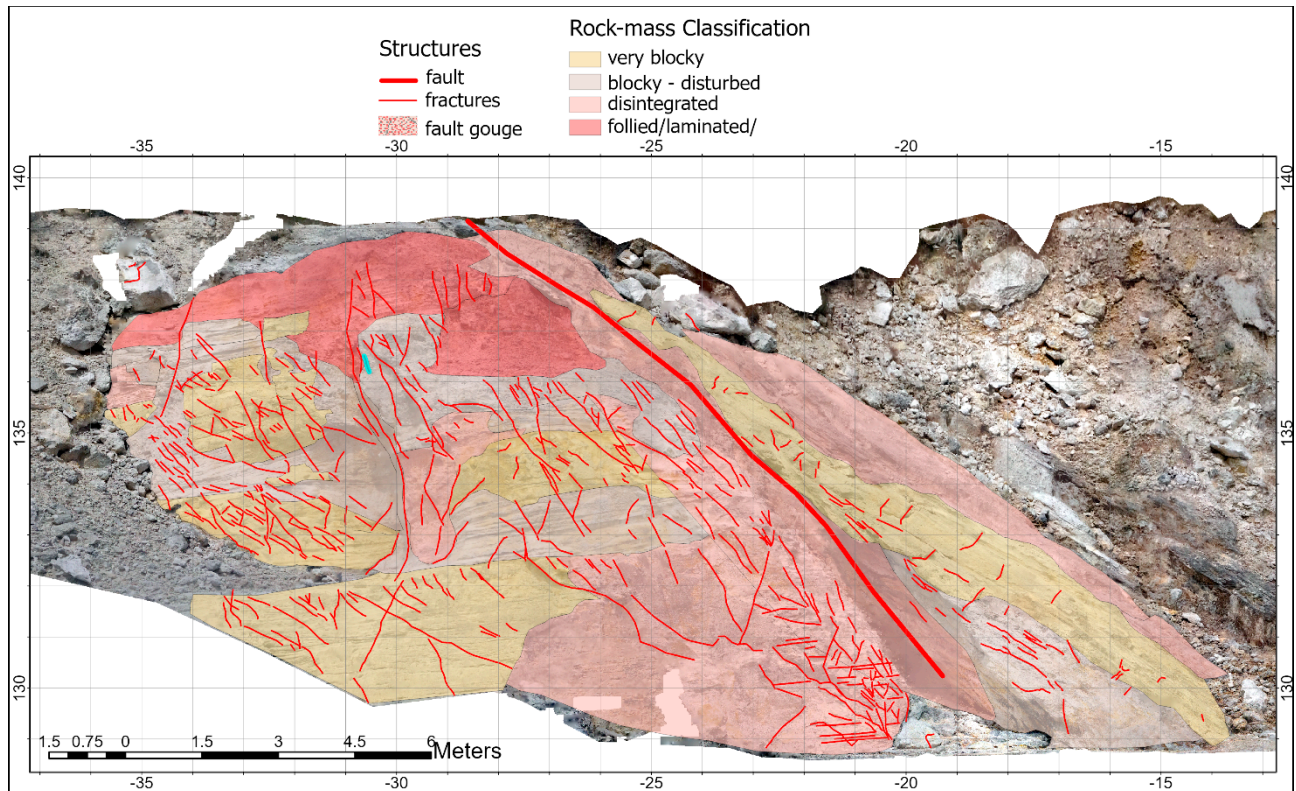 Structures
fault
fractures
fault gouge
Rock-mass Classification
very blocky
blocky - disturbed
disintegrated
follied/laminated/
-35 -30 -25 -20 -15
140 140
135 135
130 130
1.5 0.75 0 1.5 3 4.5 6 Meters
-35 -30 -25 -20 -15